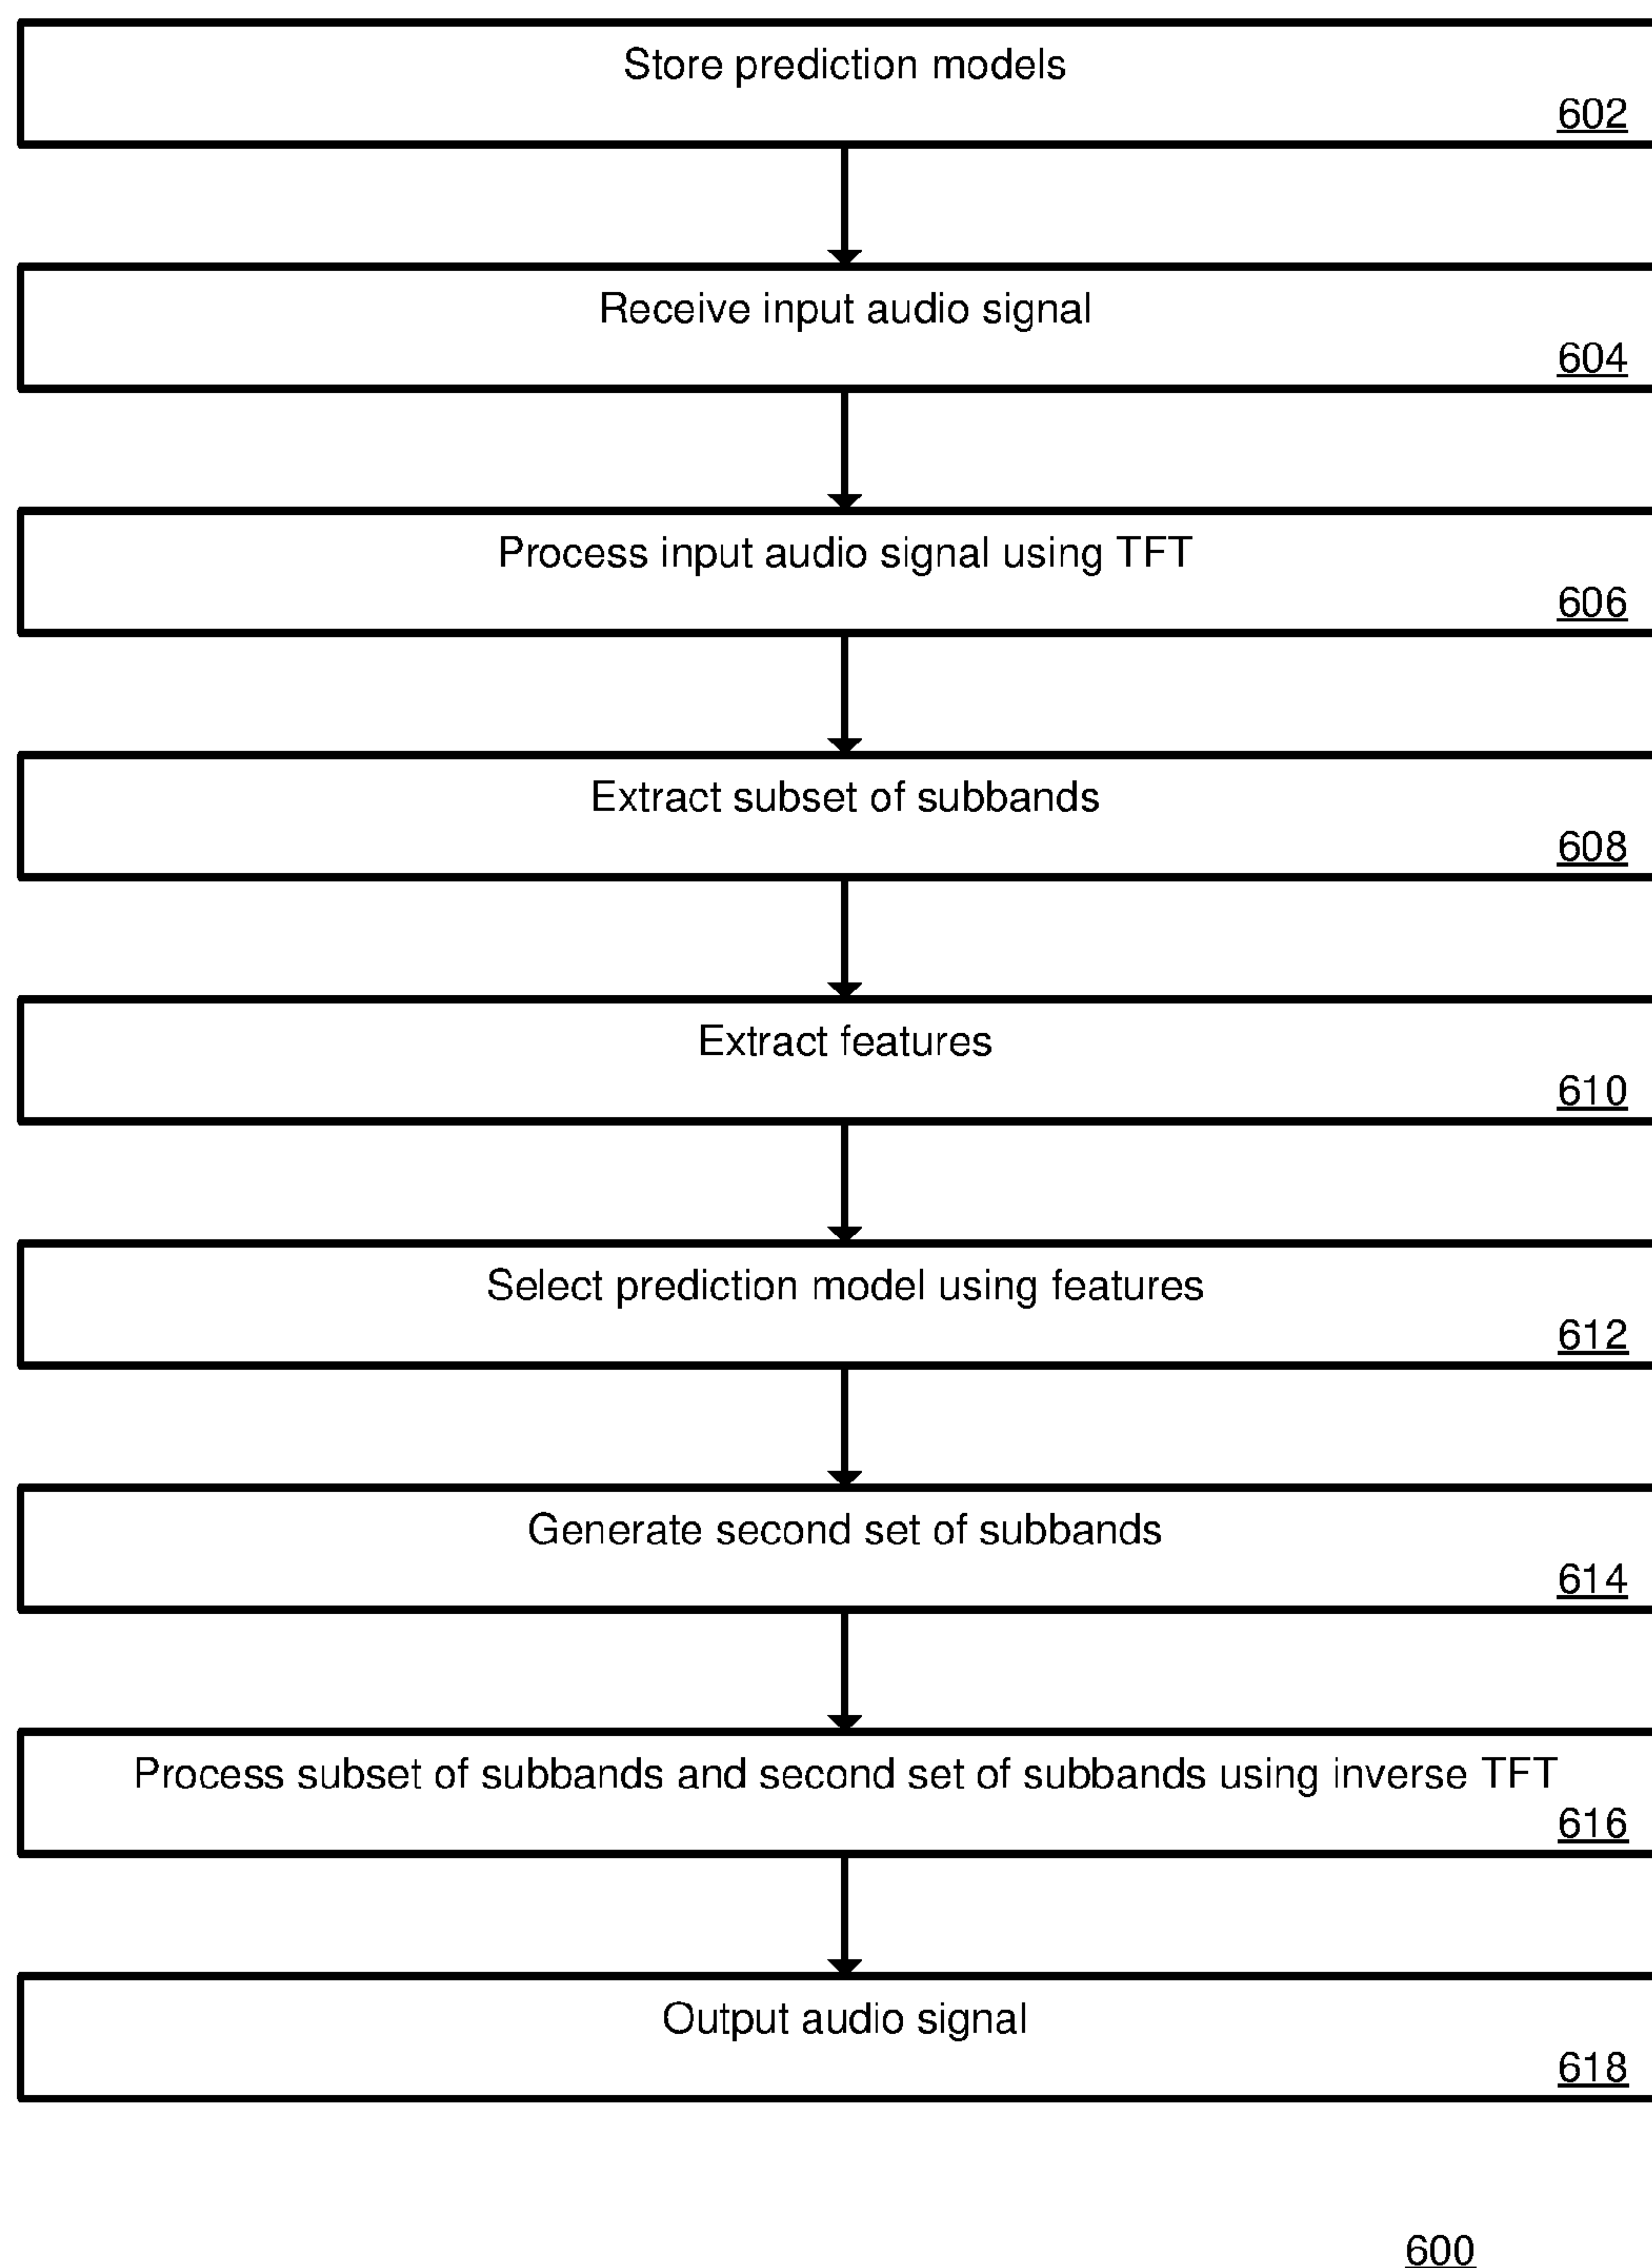 Store prediction models
602
Receive input audio signal
604
Process input audio signal using TFT
606
Extract subset of subbands
608
Extract features
610
Select prediction model using features
612
Generate second set of subbands
614
Process subset of subbands and second set of subbands using inverse TFT
616
Output audio signal
618
600